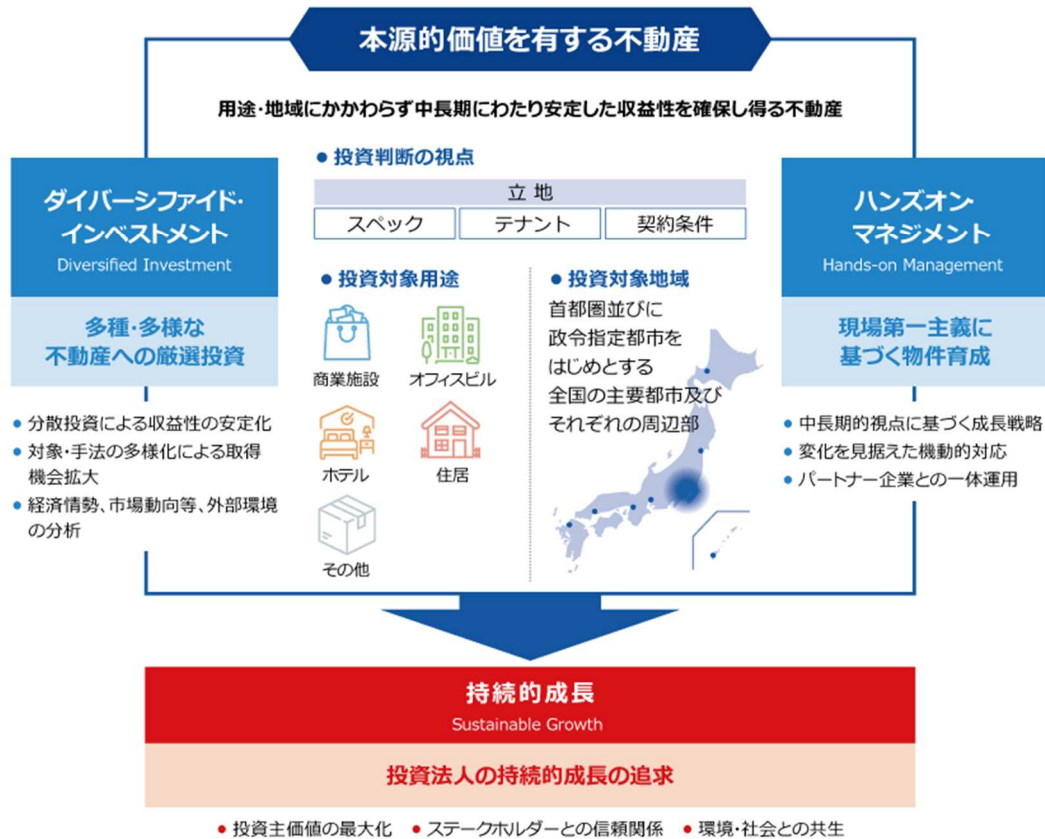 本源的価値を有する不動産
用途・地域にかかわらず中長期にわたり安定した収益性を確保し得る不動産
ダイバーシファイド・
インベストメント
Diversified Investment
多種・多様な
不動産への厳選投資
• 分散投資による収益性の安定化
• 対象・手法の多様化による取得
機会拡大
• 経済情勢、市場動向等、外部環境
の分析
• 投資判断の視点
立 地
スペック
テナント
契約条件
• 投資対象用途
商業施設
オフィスビル
ホテル
住居
その他
• 投資対象地域
首都圏並びに
政令指定都市を
はじめとする
全国の主要都市及び
それぞれの周辺部
ハンズオン・
マネジメント
Hands-on Management
現場第一主義に
基づく物件育成
• 中長期的視点に基づく成長戦略
• 変化を見据えた機動的対応
• パートナー企業との一体運用
持続的成長
Sustainable Growth
投資法人の持続的成長の追求
• 投資主価値の最大化 • ステークホルダーとの信頼関係 • 環境・社会との共生